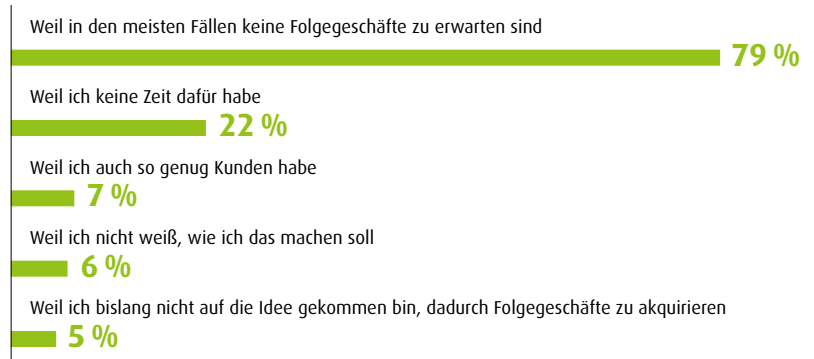 Weil in den meisten Fällen keine Folgegeschäfte zu erwarten sind
79 %
Weil ich keine Zeit dafür habe
22 %
Weil ich auch so genug Kunden habe
7 %
Weil ich nicht weiß, wie ich das machen soll
6 %
Weil ich bislang nicht auf die Idee gekommen bin, dadurch Folgegeschäfte zu akquirieren
5 %